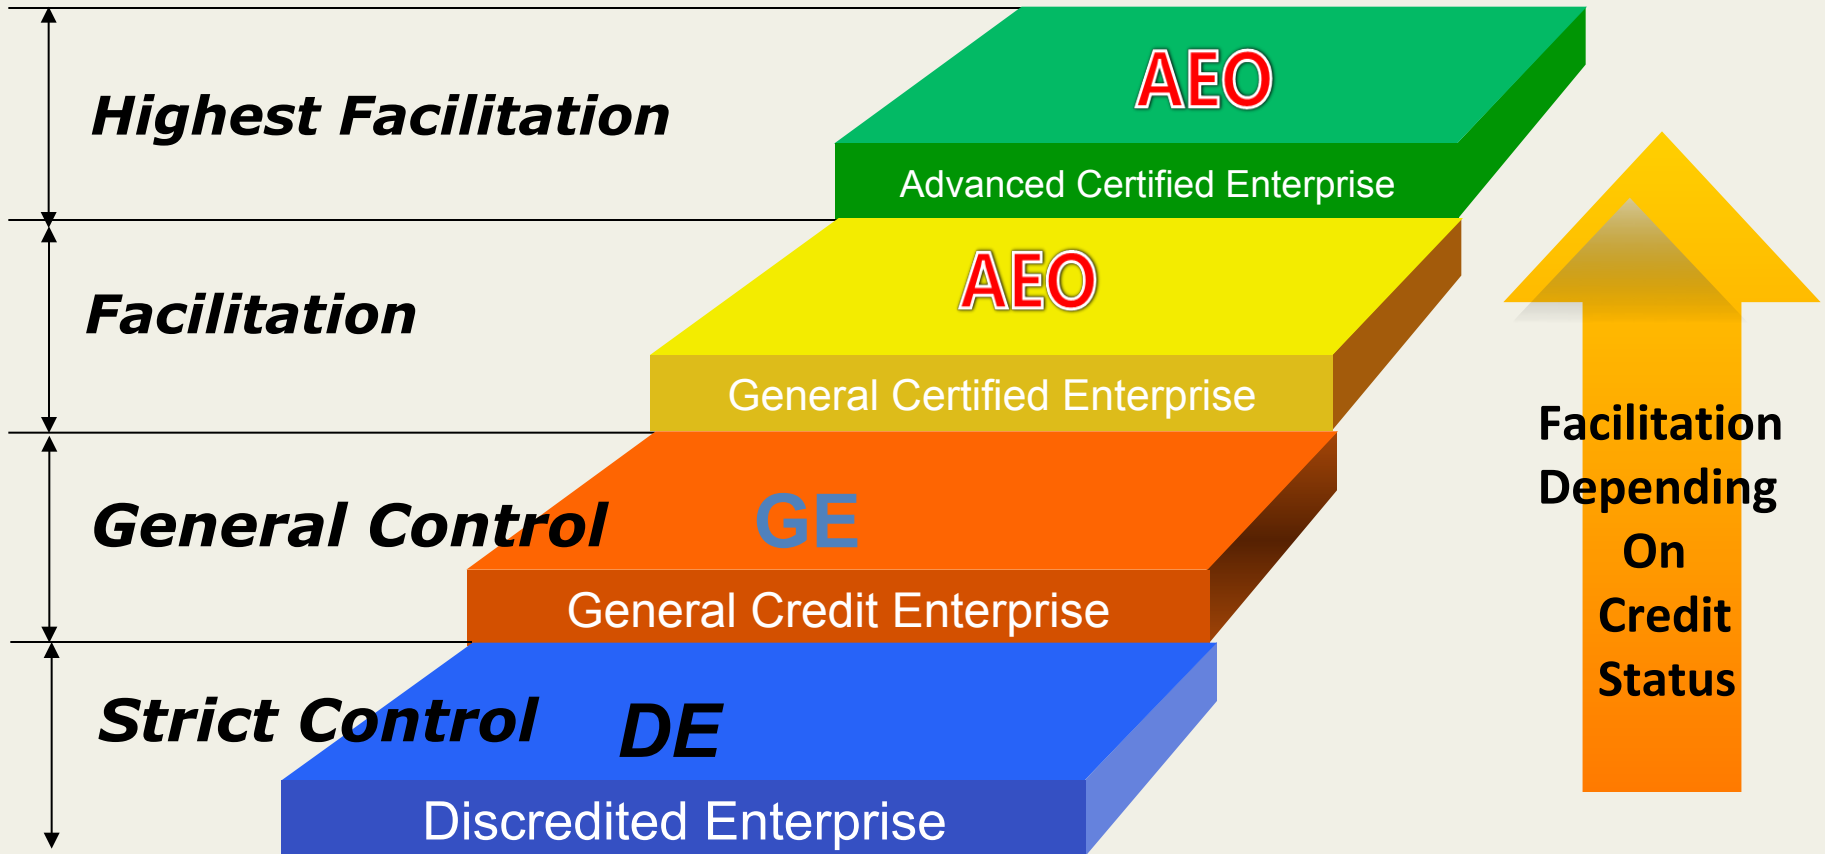 AEO
Highest Facilitation
Advanced Certified Enterprise
AEO
Facilitation
General Certified Enterprise
GE
General Control
General Credit Enterprise
DE
Strict Control
Discredited Enterprise
Facilitation
Depending
On
Credit
Status